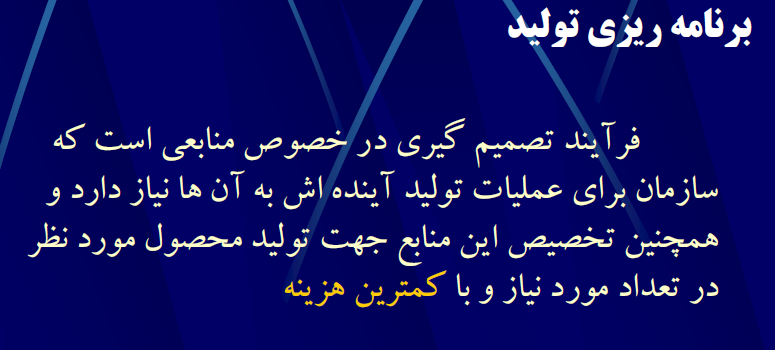 برنامه ریزی تولید
فرآیند تصمیم گیری در خصوص منابعی است که
سازمان برای عملیات تولید آینده اش به آن ها نیاز دارد و
همچنین تخصیص این منابع جهت تولید محصول مورد نظر
در تعداد مورد نیاز و با کمترین هزینه